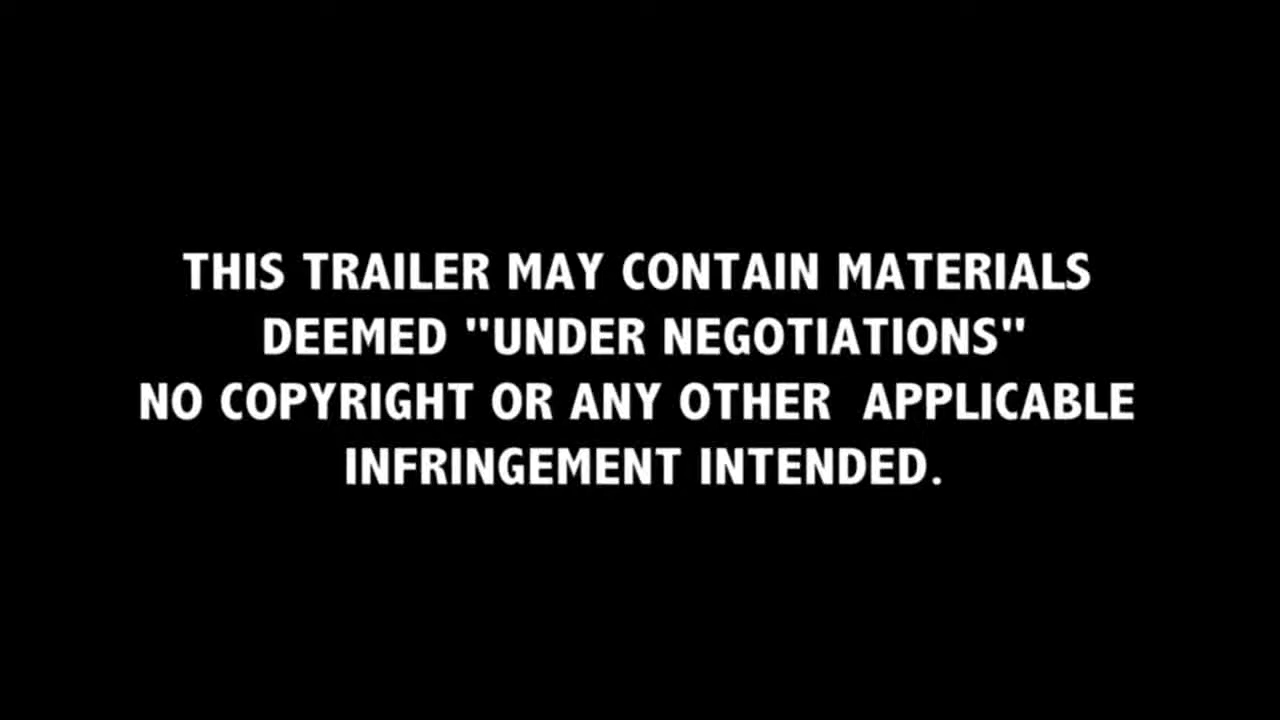 THIS TRAILER MAY CONTAIN MATERIALS
DEEMED "UNDER NEGOTIATIONS"
NO COPYRIGHT OR ANY OTHER  APPLICABLE
INFRINGEMENT INTENDED.